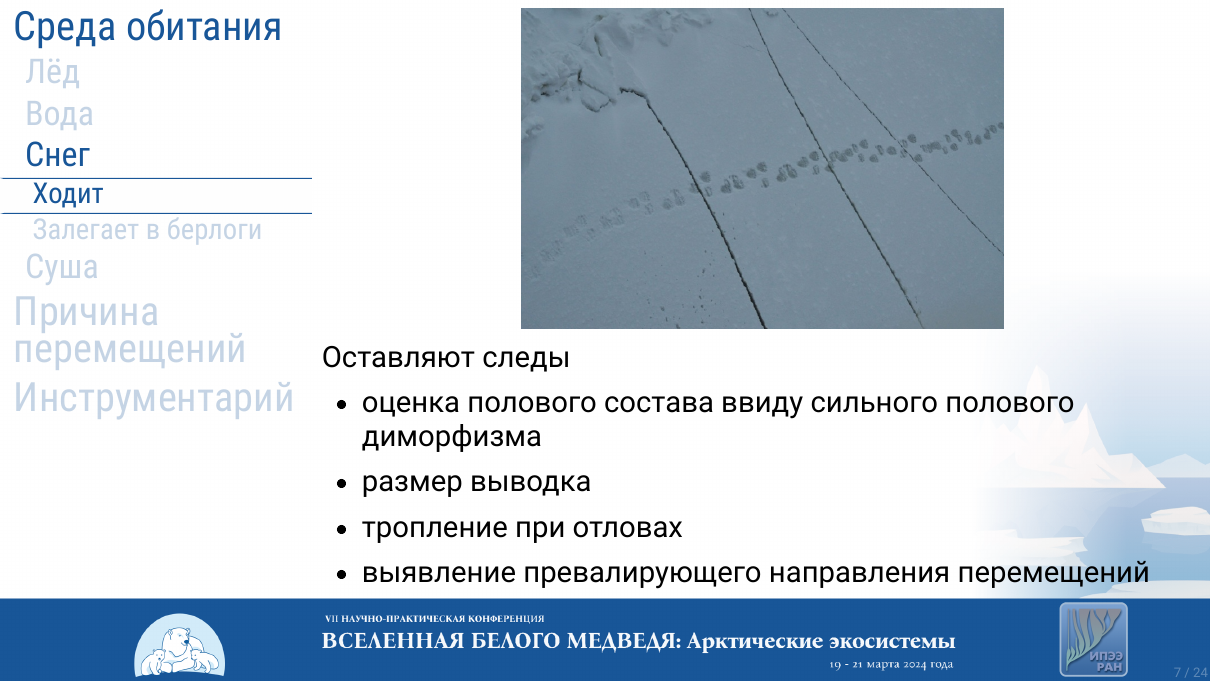 Среда обитания
Лёд
Вода
Снег
Ходит
Залегает в берлоги
Суша
Причина
перемещений
Инструментарий
Оставляют следы
• оценка полового состава ввиду сильного полового
диморфизма
• размер выводка
• тропление при отловах
• выявление превалирующего направления перемещений
VII НАУЧНО-ПРАКТИЧЕСКАЯ КОНФЕРЕНЦИЯ
ВСЕЛЕННАЯ БЕЛОГО МЕДВЕДЯ: Арктические экосистемы
19 - 21 марта 2024 года
ИПЭЭ
РАН
7 / 24